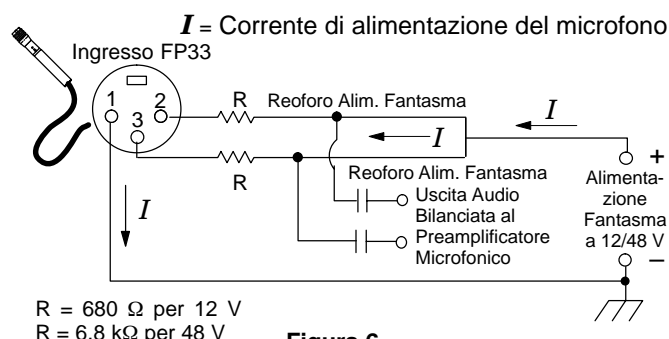 I = Corrente di alimentazione del microfono
Ingresso FP33
1
2
3
R
Reoforo Alim. Fantasma
I
I
R
Reoforo Alim. Fantasma
Uscita Audio
Bilanciata al
Preamplificatore
Microfonico
I
+
Alimenta-
zione
Fantasma
a 12/48 V
–
R = 680 Ω per 12 V
R = 6.8 kΩ per 48 V